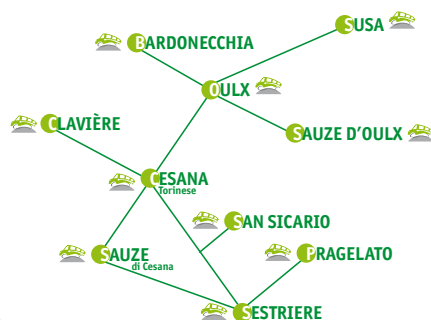 SUSA
BARDONECCHIA
OULX
CLAVIÈRE
SAUZE D'OULX
CESANA
Torinese
SAN SICARIO
SAUZE
di Cesana
PRAGELATO
SESTRIERE